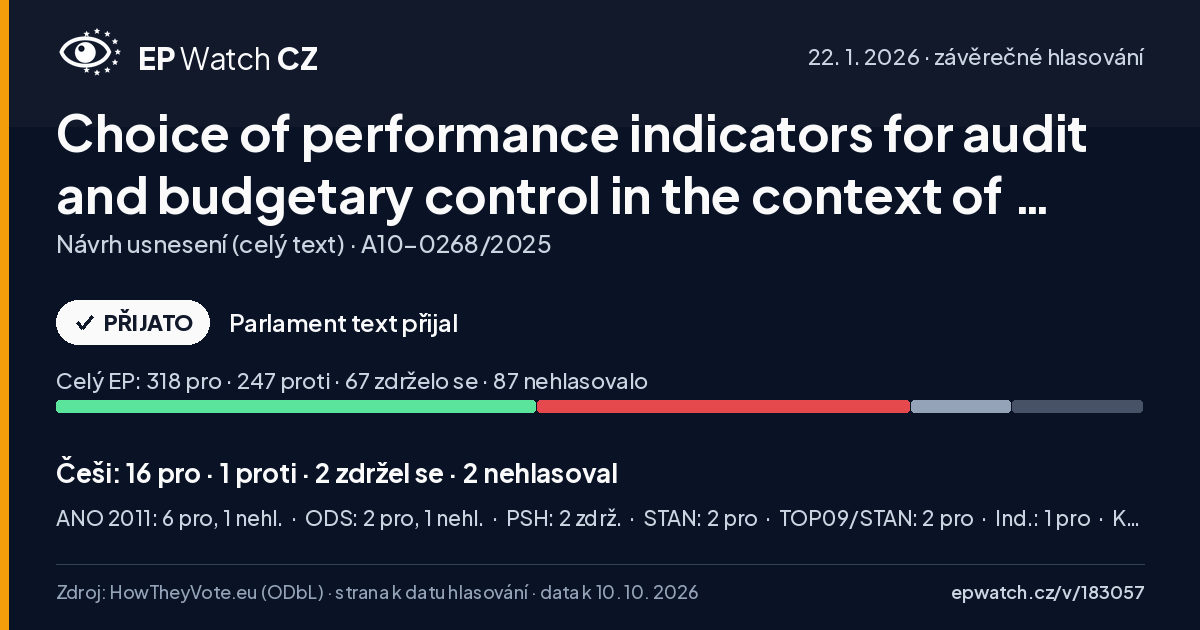 EP Watch CZ
22. 1. 2026 · závěrečné hlasování
Choice of performance indicators for audit
and budgetary control in the context of ...
Návrh usnesení (celý text) · A10–0268/2025
✓ PŘIJATO
Parlament text přijal
Celý EP: 318 pro · 247 proti · 67 zdrželo se · 87 nehlasovalo
Češi: 16 pro · 1 proti · 2 zdržel se · 2 nehlasoval
ANO 2011: 6 pro, 1 nehl. · ODS: 2 pro, 1 nehl. · PSH: 2 zdrž. · STAN: 2 pro · TOP09/STAN: 2 pro · Ind.: 1 pro · K…
Zdroj: HowTheyVote.eu (ODbL) · strana k datu hlasování · data k 10. 10. 2026
epwatch.cz/v/183057